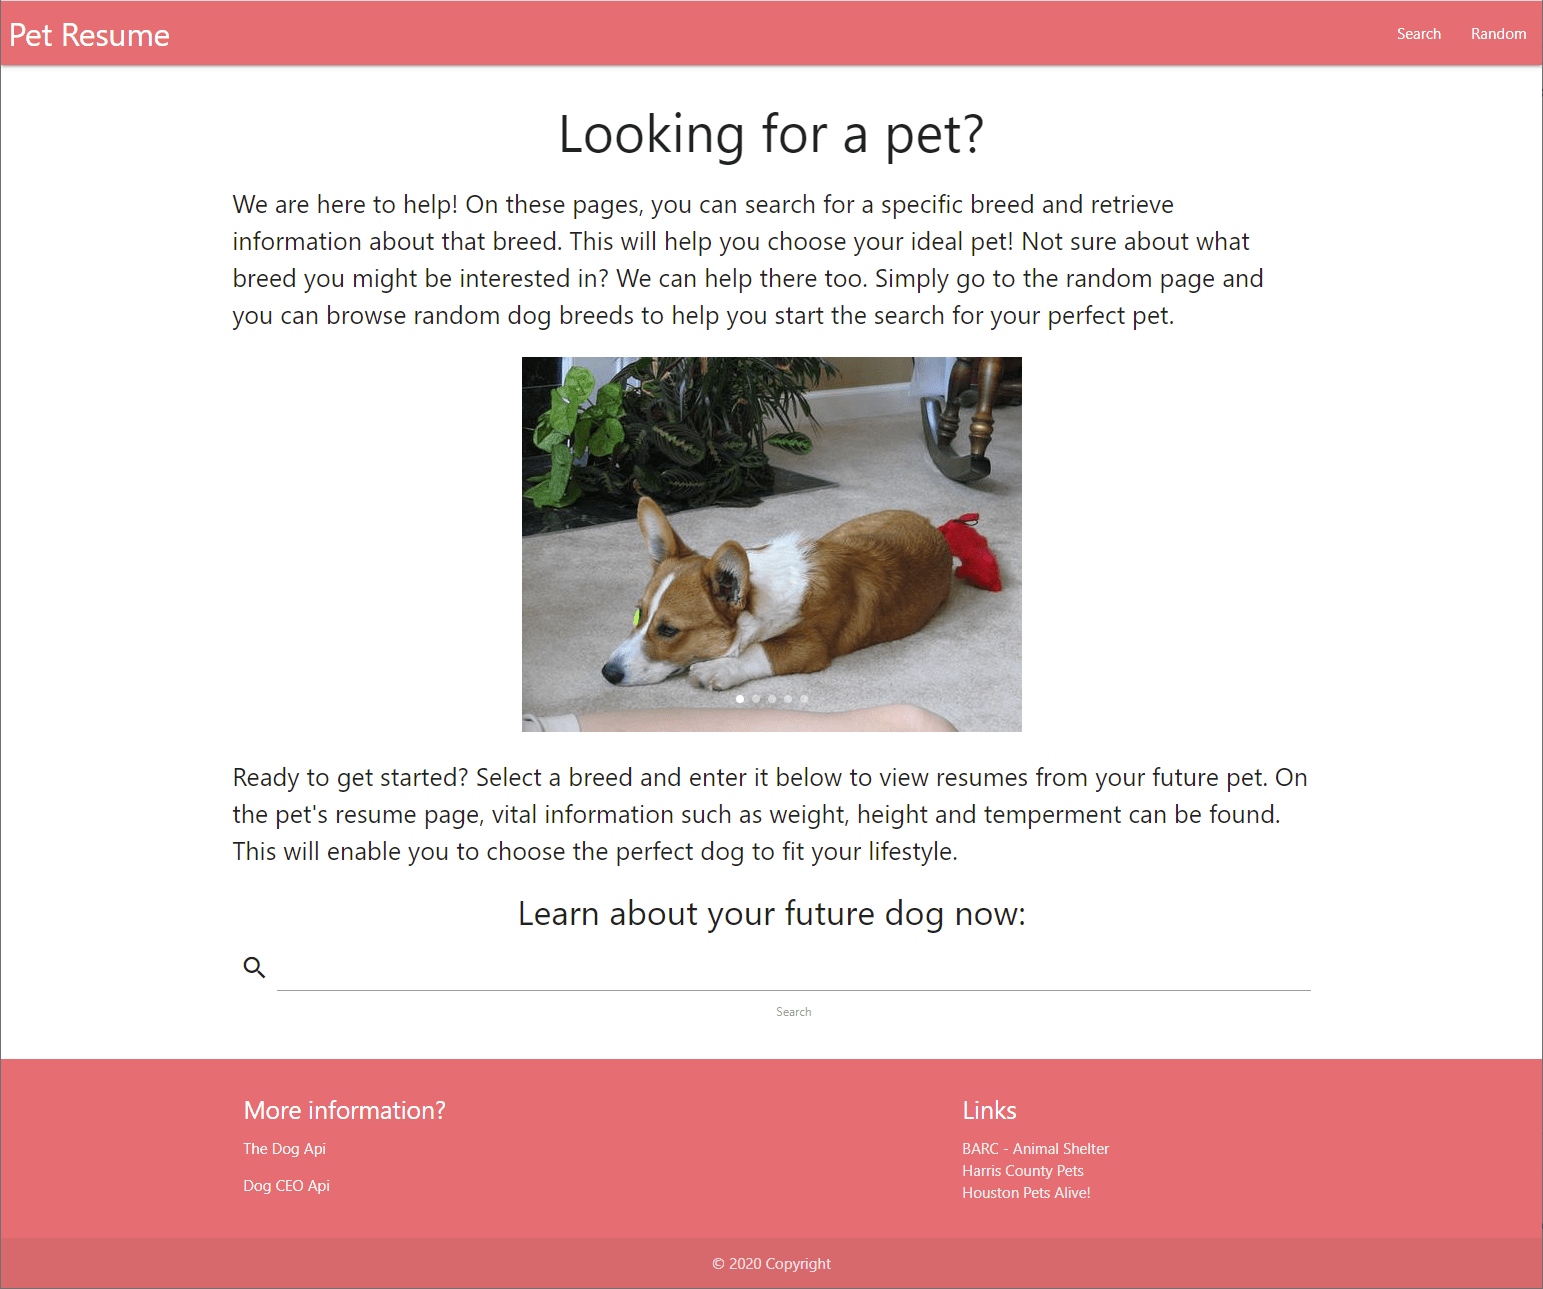 Pet Resume
Search
Random
Looking for a pet?
We are here to help! On these pages, you can search for a specific breed and retrieve
information about that breed. This will help you choose your ideal pet! Not sure about what
breed you might be interested in? We can help there too. Simply go to the random page and
you can browse random dog breeds to help you start the search for your perfect pet.
Ready to get started? Select a breed and enter it below to view resumes from your future pet. On
the pet's resume page, vital information such as weight, height and temperment can be found.
This will enable you to choose the perfect dog to fit your lifestyle.
Learn about your future dog now:
Search
More information?
The Dog Api
Dog CEO Api
Links
BARC - Animal Shelter
Harris County Pets
Houston Pets Alive!
© 2020 Copyright